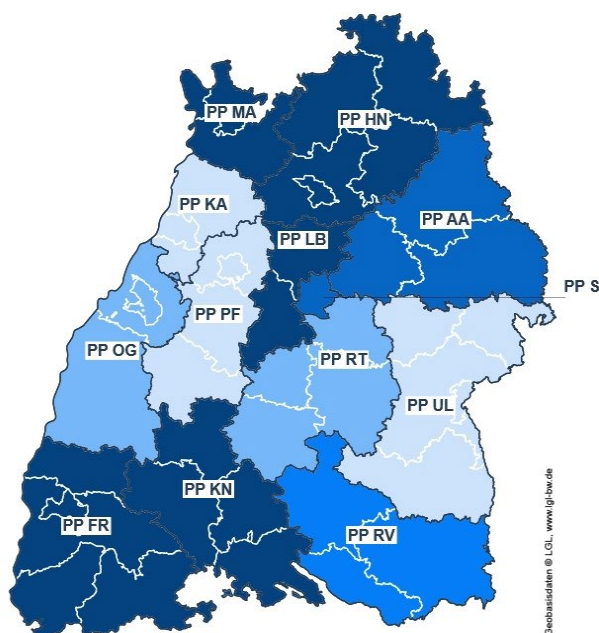 PP MA
PP HN
PP KA
PP AA
PP LB
PP S
PP PF
PP OG
PP RT
PP UL
PP KN
PP FR
PP RV
Geobasisdaten © LGL, www.lgl-bw.de